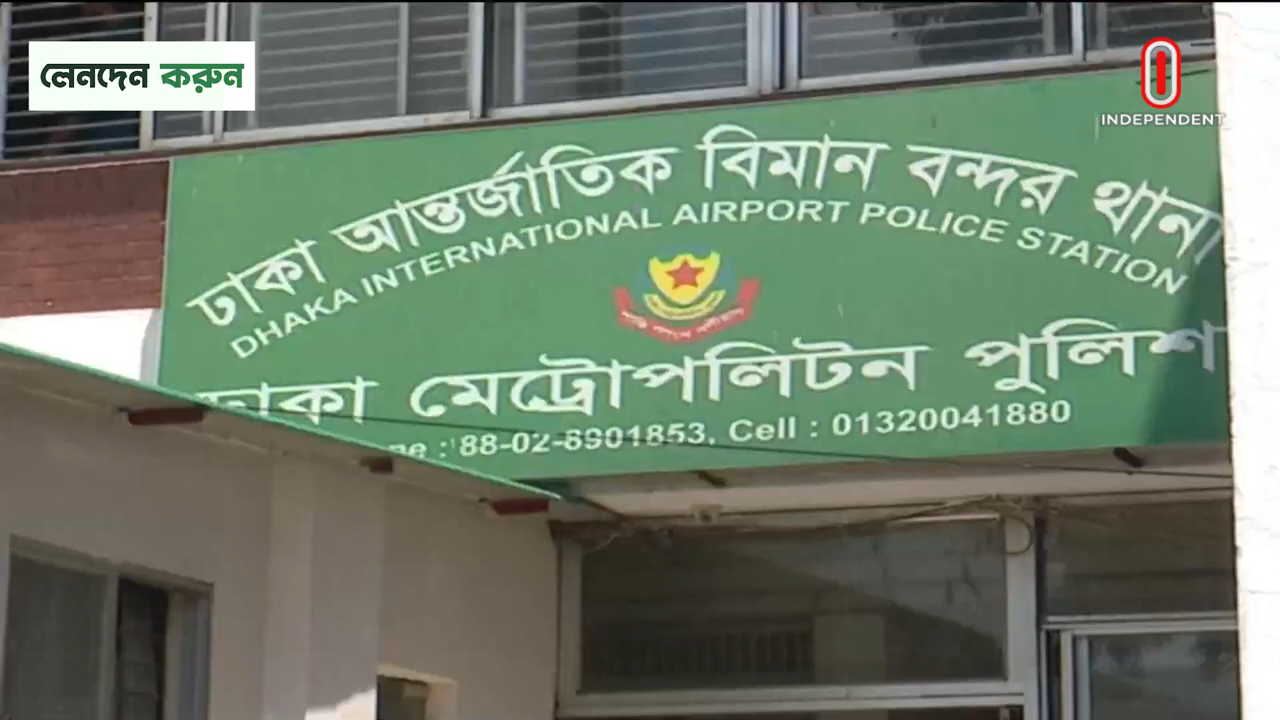 লেনদেন করুন
INDEPENDENT
ঢাকা আন্তর্জাতিক বিমান বন্দর থানা
DHAKA INTERNATIONAL AIRPORT POLICE STATION
ঢাকা মেট্রোপলিটন পুলিশ
88-02-8901853, Cell : 01320041880